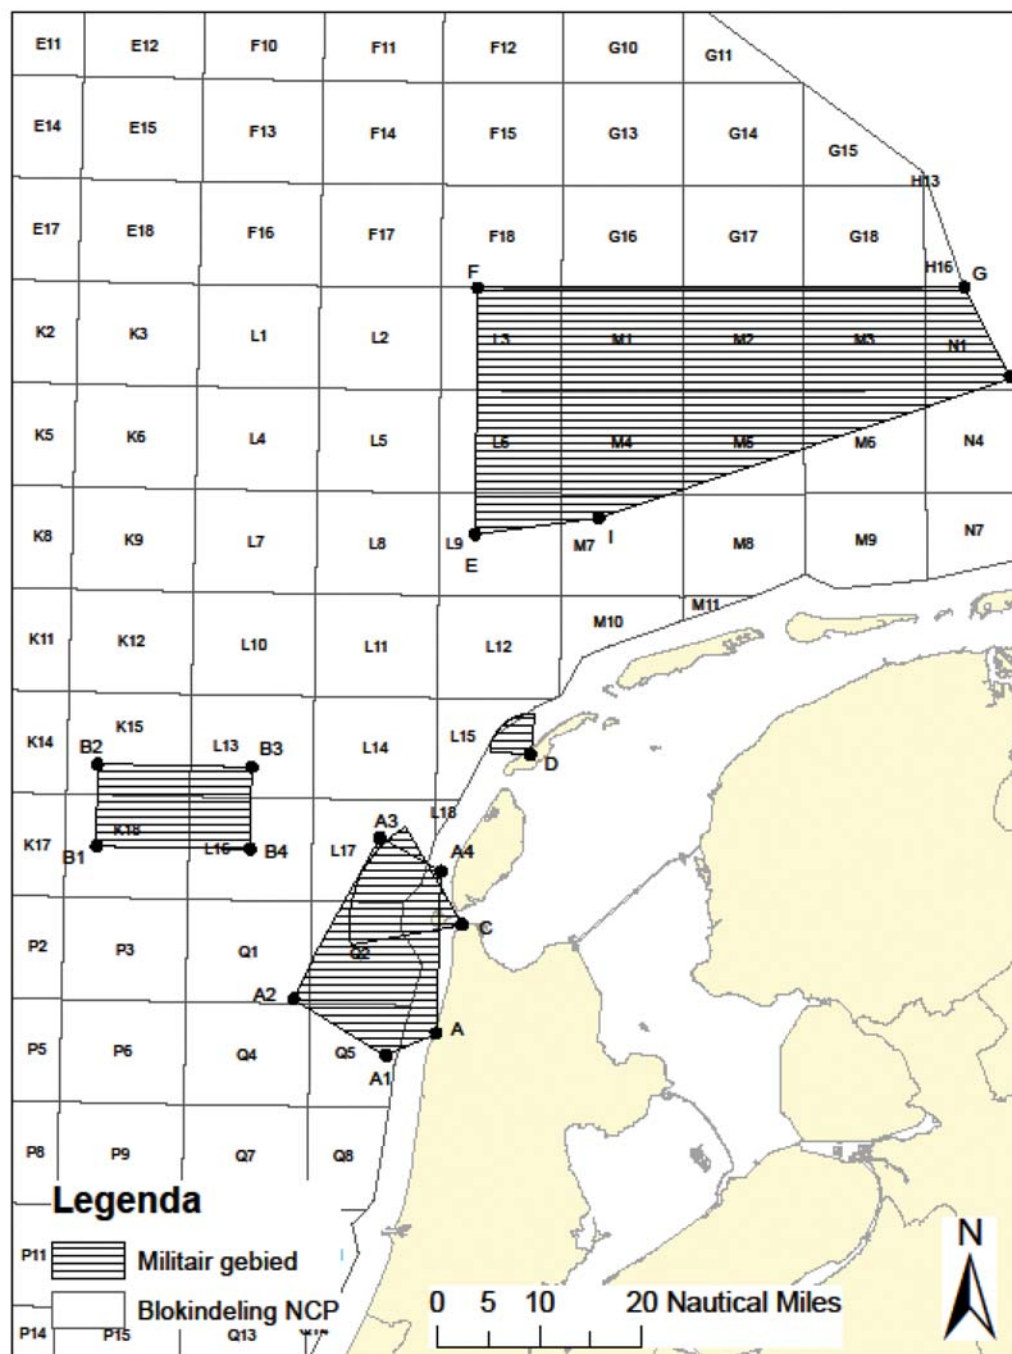 E11 E12 F10 F11 F12 G10 G11
E14 E15 F13 F14 F15 G13 G14 G15
H13
E17 E18 F16 F17 F18 G16 G17 G18
H16
F G
K2 K3 L1 L2 L3 M1 M2 M3 N1
K5 K6 L4 L5 L6 M4 M5 M6 N4
K8 K9 L7 L8 L9 M7 I M8 M9 N7
E
K11 K12 L10 L11 L12 M10 M11
K14 K15 L13 L14 L15
B2 B3 D
K17 K18 L16 L17 L18
A3
B1 B4 A4
C
P2 P3 Q1 Q2
A2
A
P5 P6 Q4 Q5
A1
P8 P9 Q7 Q8
Legenda
P11 Militair gebied
Blokindeling NCP
P14 P15 Q13 Q14
0 5 10 20 Nautical Miles
N